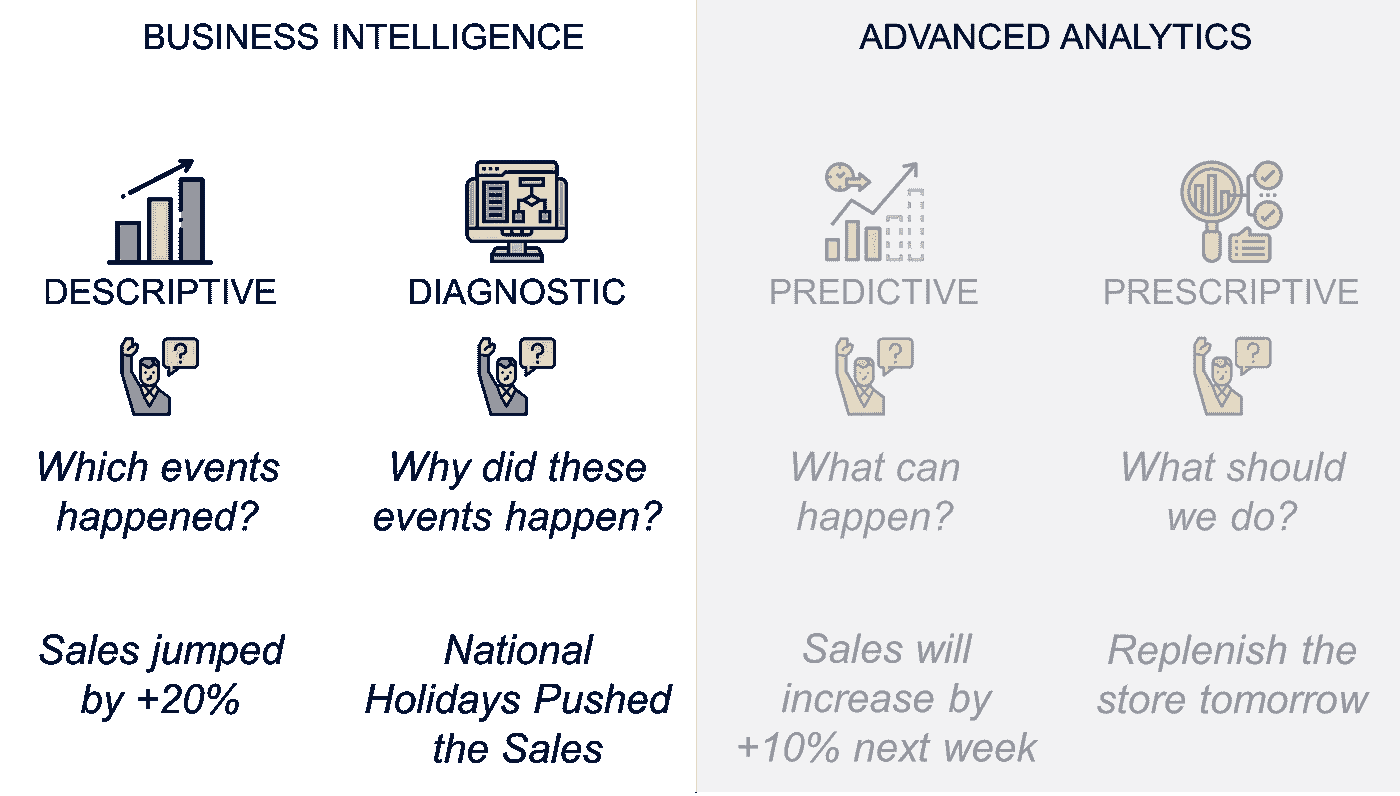 BUSINESS INTELLIGENCE
ADVANCED ANALYTICS
DESCRIPTIVE
DIAGNOSTIC
PREDICTIVE
PRESCRIPTIVE
?
?
?
?
Which events
happened?
Why did these
events happen?
What can
happen?
What should
we do?
Sales jumped
by +20%
National
Holidays Pushed
the Sales
Sales will
increase by
+10% next week
Replenish the
store tomorrow